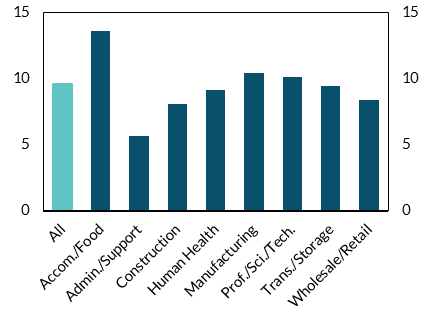 15
10
5
0
15
10
5
0
All
Accom./Food
Admin./Support
Construction
Human Health
Manufacturing
Prof./Sci./Tech.
Trans./Storage
Wholesale/Retail